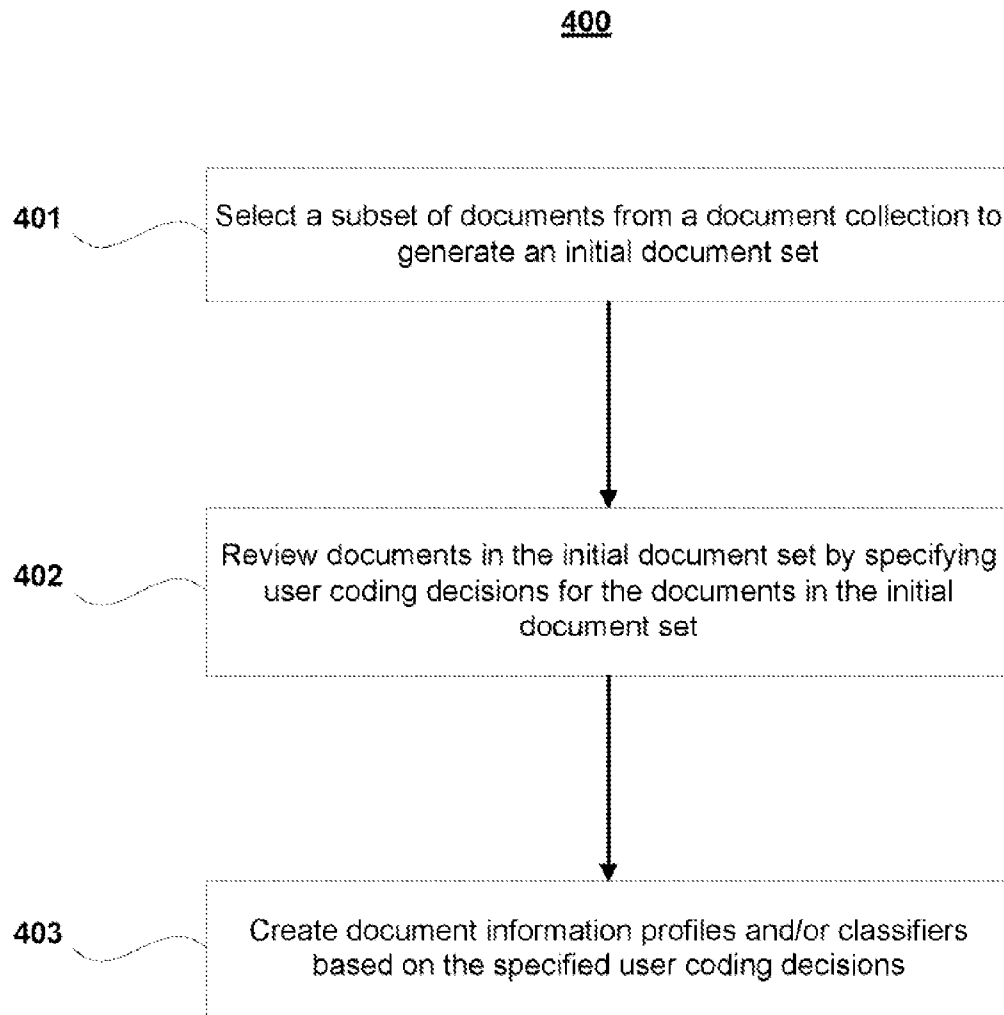 400
401
Select a subset of documents from a document collection to
generate an initial document set
402
Review documents in the initial document set by specifying
user coding decisions for the documents in the initial
document set
403
Create document information profiles and/or classifiers
based on the specified user coding decisions